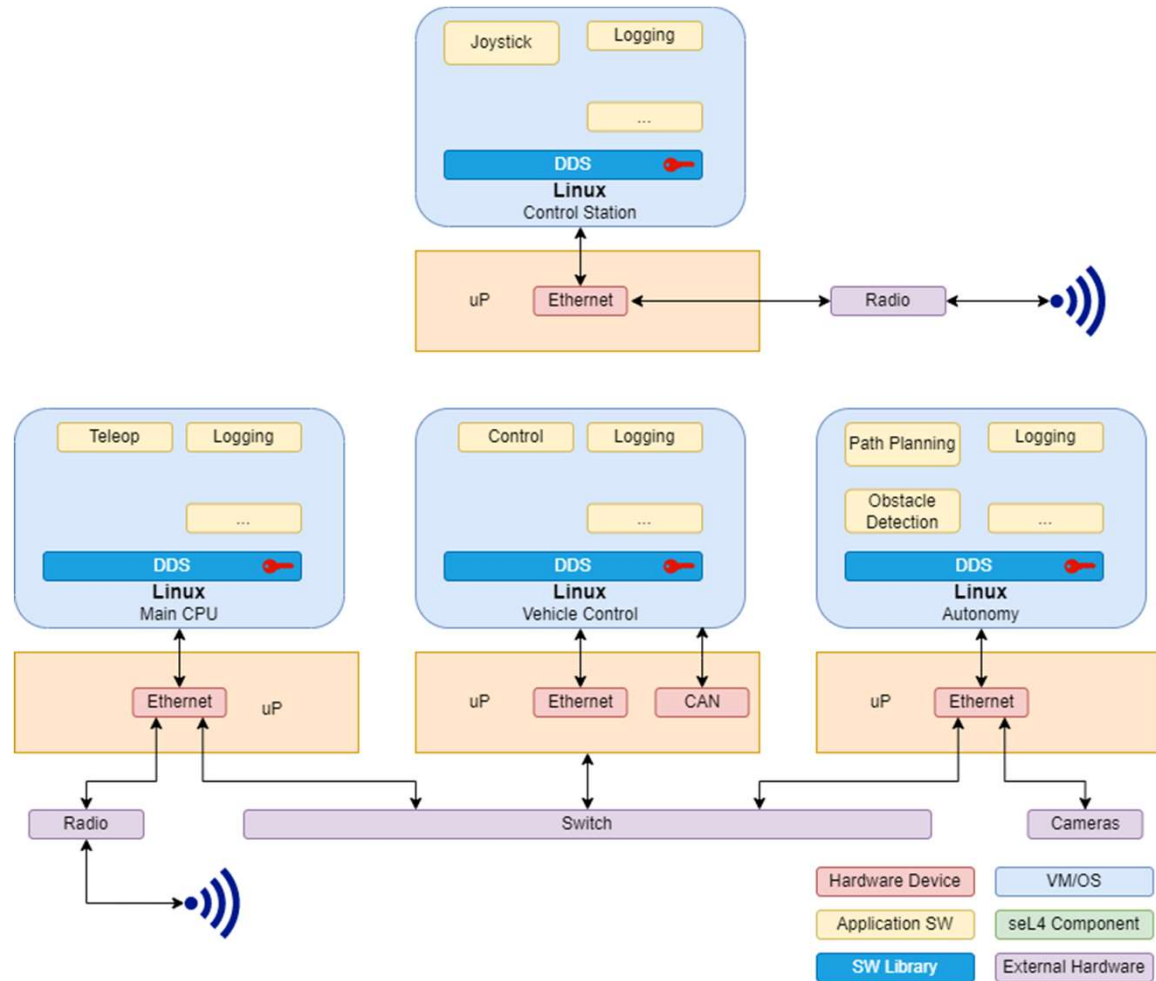 Joystick
Logging
...
DDS
Linux
Control Station
uP
Ethernet
Radio
Teleop
Logging
...
DDS
Linux
Main CPU
Control
Logging
...
DDS
Linux
Vehicle Control
Path Planning
Logging
Obstacle
Detection
...
DDS
Linux
Autonomy
Ethernet
uP
uP
Ethernet
CAN
uP
Ethernet
Radio
Switch
Cameras
Hardware Device
VM/OS
Application SW
seL4 Component
SW Library
External Hardware